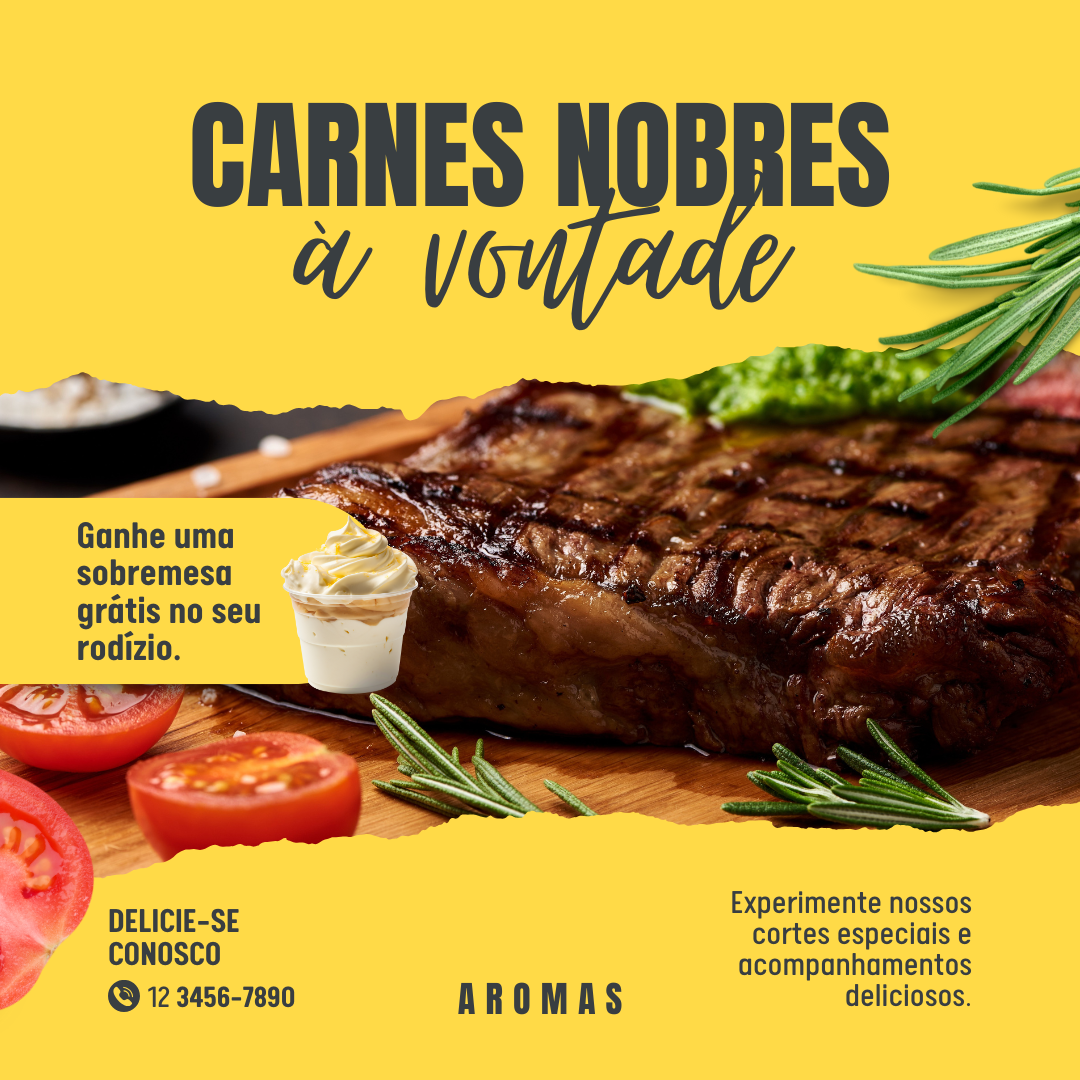 CARNES NOBRES
à vontade
Ganhe uma
sobremesa
grátis no seu
rodízio.
DELICIE-SE
CONOSCO
12 3456-7890
AROMAS
Experimente nossos
cortes especiais e
acompanhamentos
deliciosos.